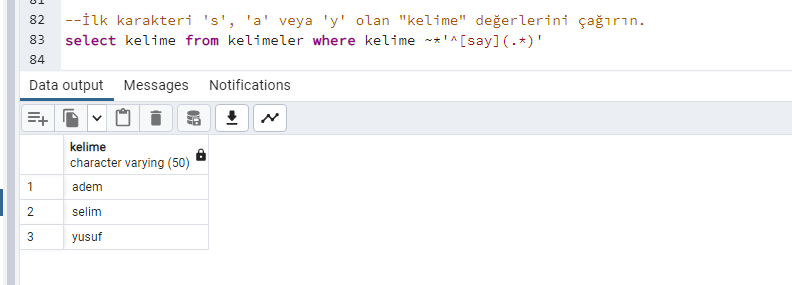 81
82 --İlk karakteri 's', 'a' veya 'y' olan "kelime" değerlerini çağırın.
83 select kelime from kelimeler where kelime ~*'^[say](.*)'
84
Data output Messages Notifications
kelime
character varying (50)
1 adem
2 selim
3 yusuf